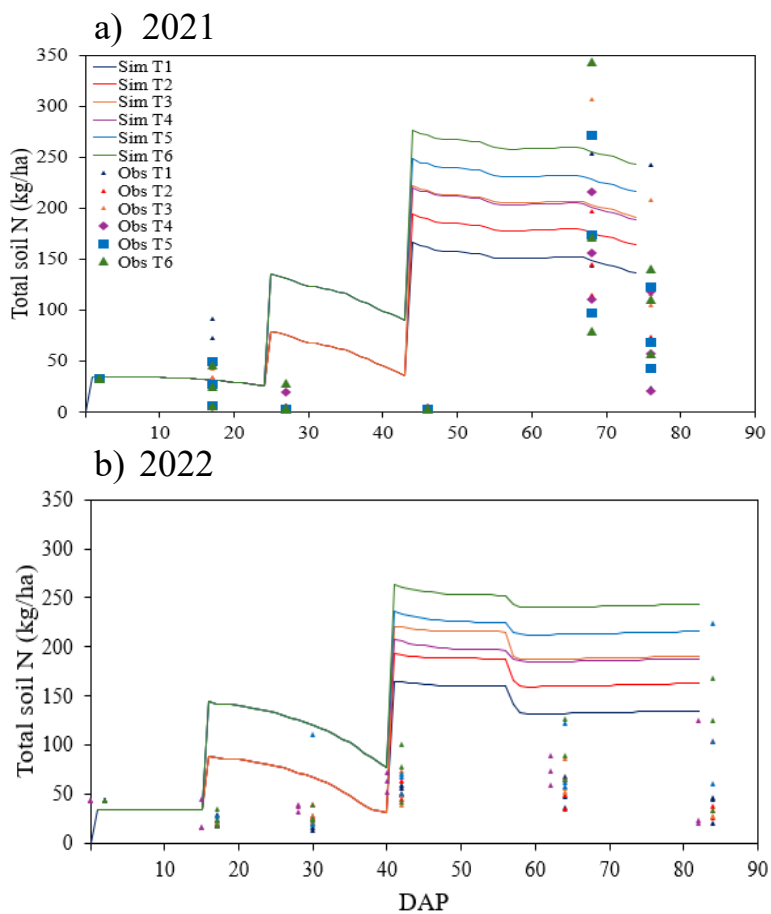 a) 2021
Total soil N (kg/ha)
350
300
250
200
150
100
50
0
Sim T1
Sim T2
Sim T3
Sim T4
Sim T5
Sim T6
Obs T1
Obs T2
Obs T3
Obs T4
Obs T5
Obs T6
10 20 30 40 50 60 70 80 90
b) 2022
Total soil N (kg/ha)
350
300
250
200
150
100
50
0
0 10 20 30 40 50 60 70 80 90
DAP